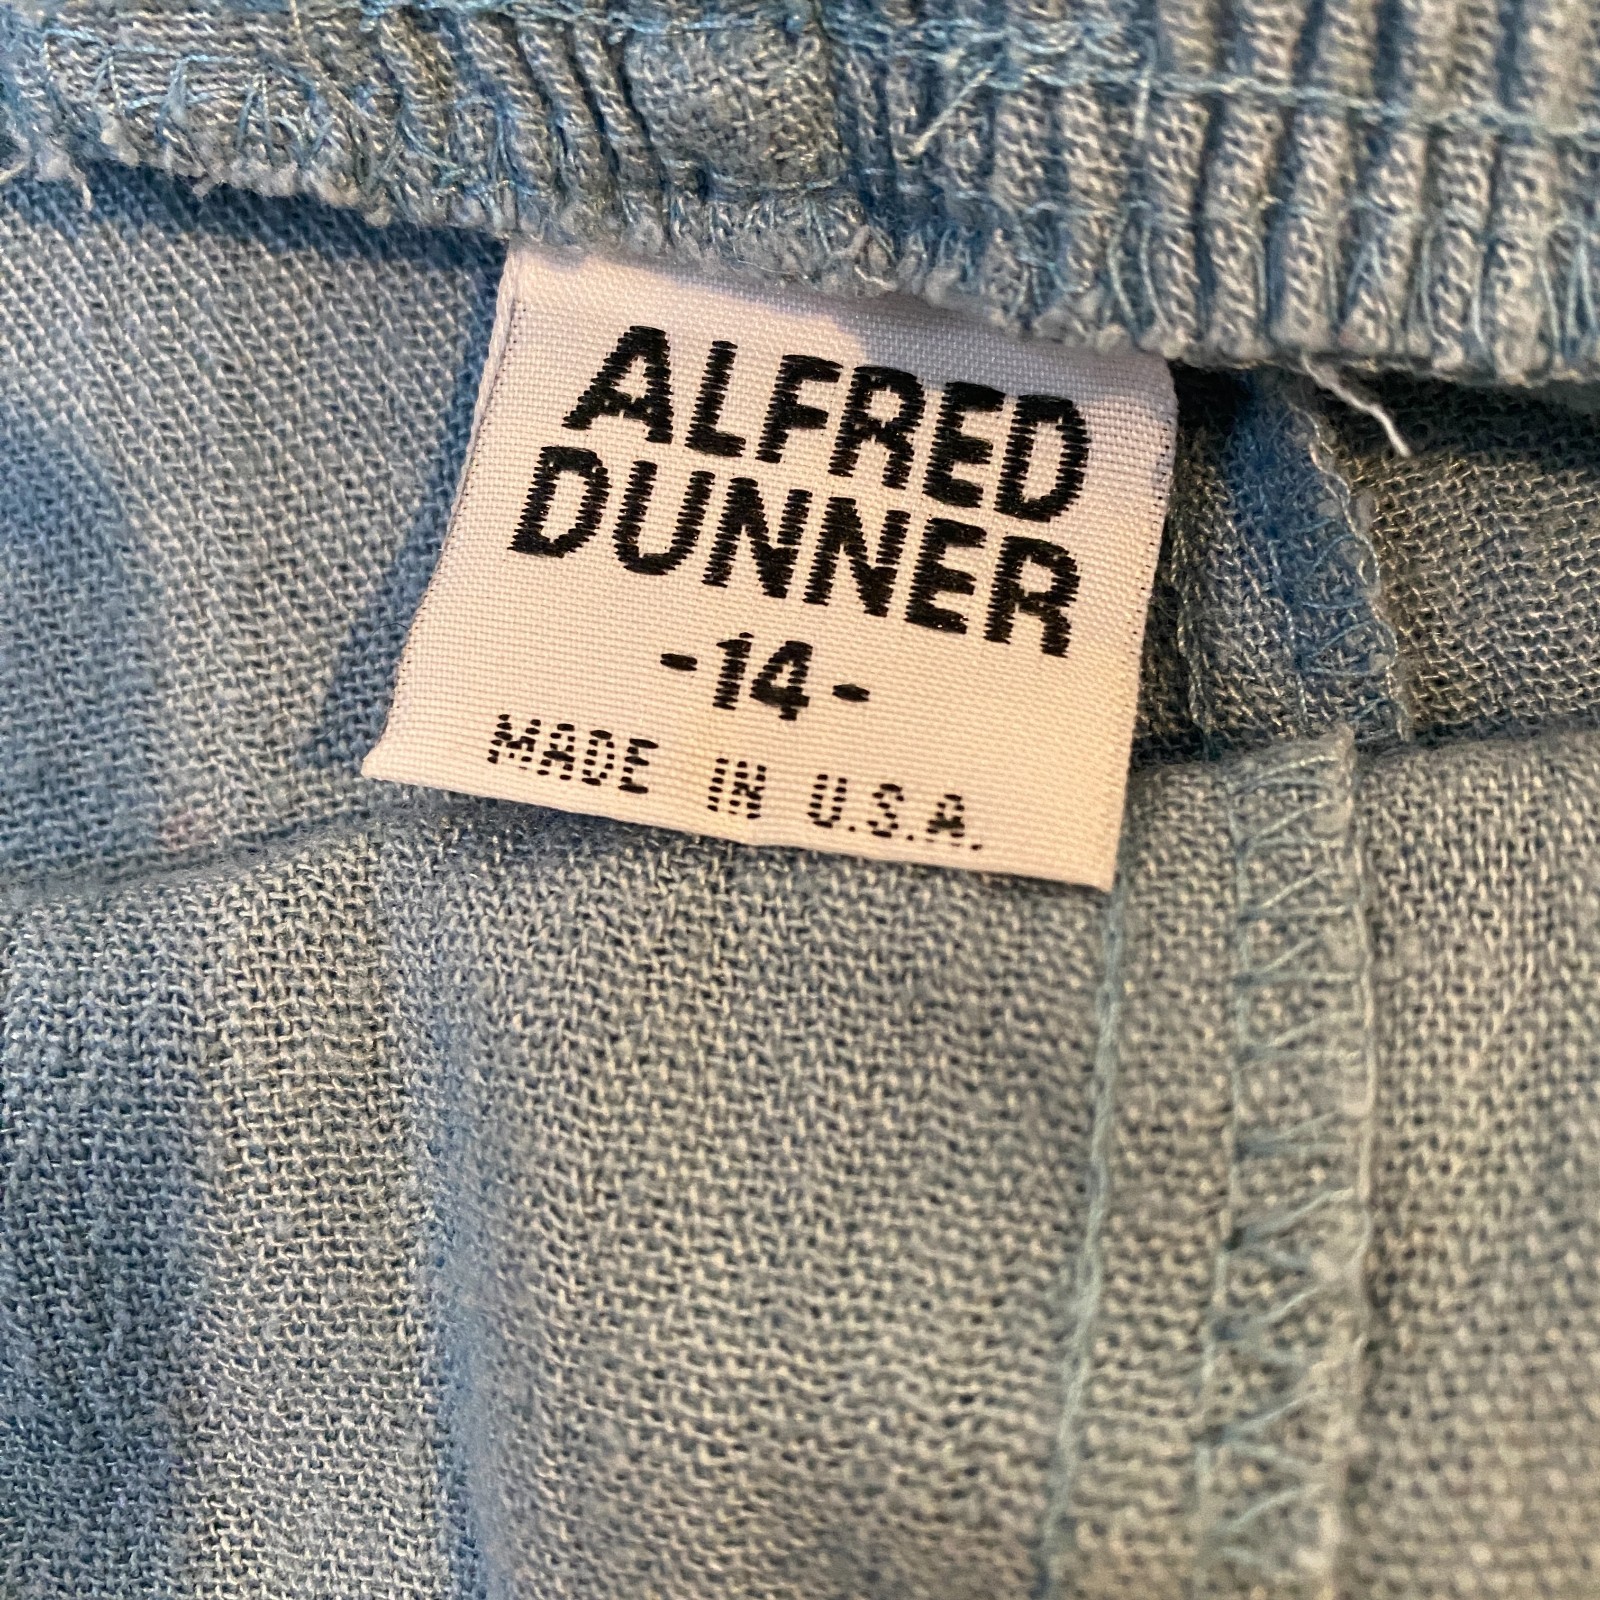 ALFRED
DUNNER
-14-
MADE IN U.S.A.